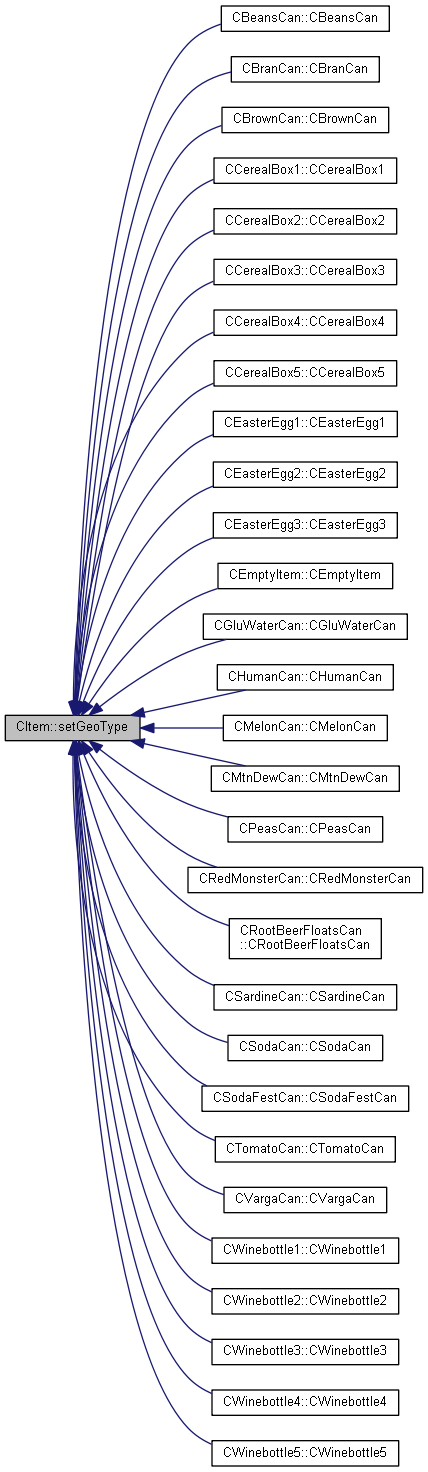 CBeansCan::CBeansCan
CBranCan::CBranCan
CBrownCan::CBrownCan
CCerealBox1::CCerealBox1
CCerealBox2::CCerealBox2
CCerealBox3::CCerealBox3
CCerealBox4::CCerealBox4
CCerealBox5::CCerealBox5
CEasterEgg1::CEasterEgg1
CEasterEgg2::CEasterEgg2
CEasterEgg3::CEasterEgg3
CEmptyItem::CEmptyItem
CGluWaterCan::CGluWaterCan
CHumanCan::CHumanCan
CItem::setGeoType
CMelonCan::CMelonCan
CMtnDewCan::CMtnDewCan
CPeasCan::CPeasCan
CRedMonsterCan::CRedMonsterCan
CRootBeerFloatsCan
::CRootBeerFloatsCan
CSardineCan::CSardineCan
CSodaCan::CSodaCan
CSodaFestCan::CSodaFestCan
CTomatoCan::CTomatoCan
CVargaCan::CVargaCan
CWinebottle1::CWinebottle1
CWinebottle2::CWinebottle2
CWinebottle3::CWinebottle3
CWinebottle4::CWinebottle4
CWinebottle5::CWinebottle5